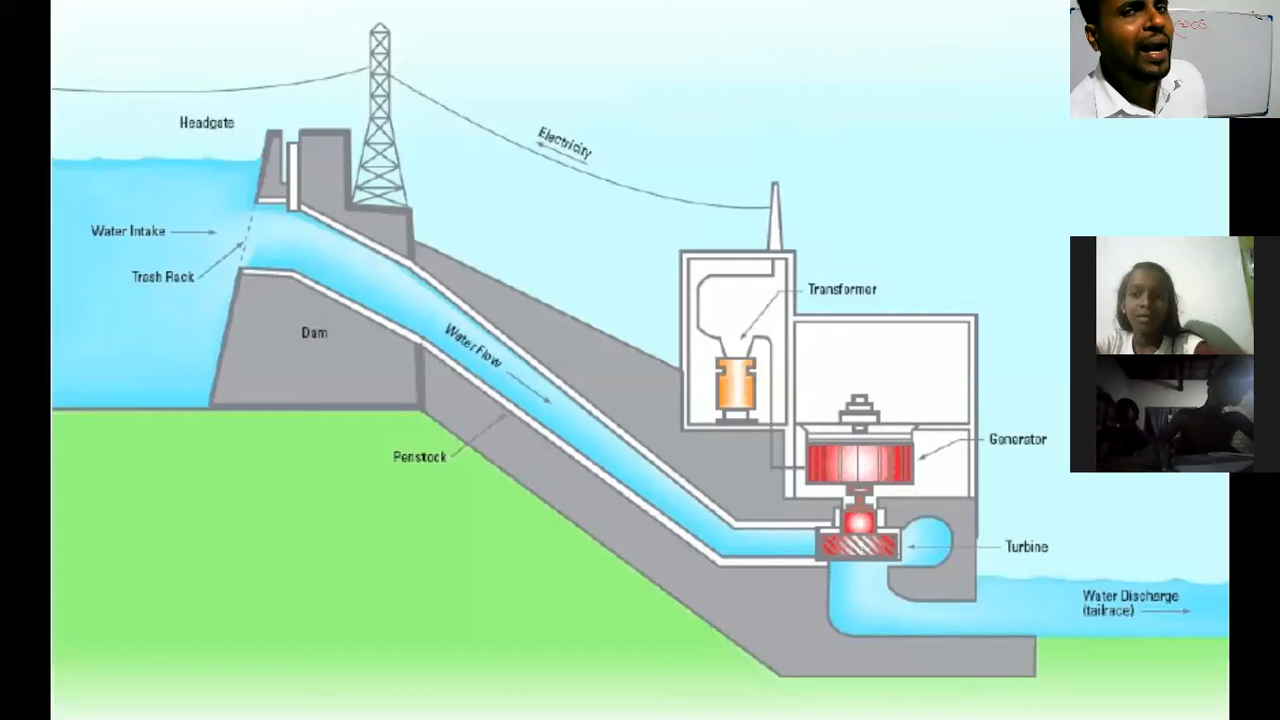 Headgate
Electricity
Water Intake
Trash Rack
Transformer
Dam
Water Flow
Generator
Penstock
Turbine
Water Discharge
(tailrace)